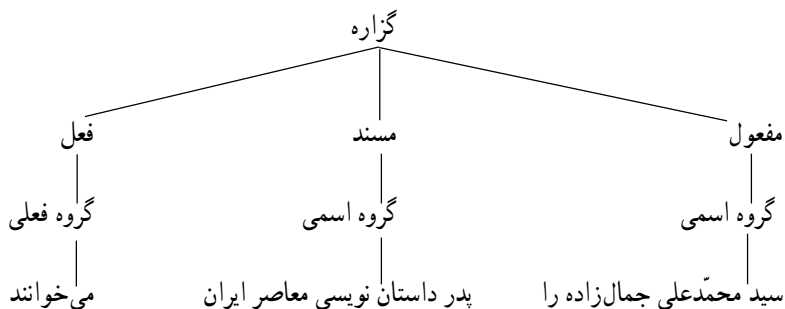 گزاره
مفعول مسند فعل
گروه اسمی گروه اسمی گروه فعلی
سید محمّدعلی جمال‌زاده را پدر داستان نویسی معاصر ایران می‌خوانند